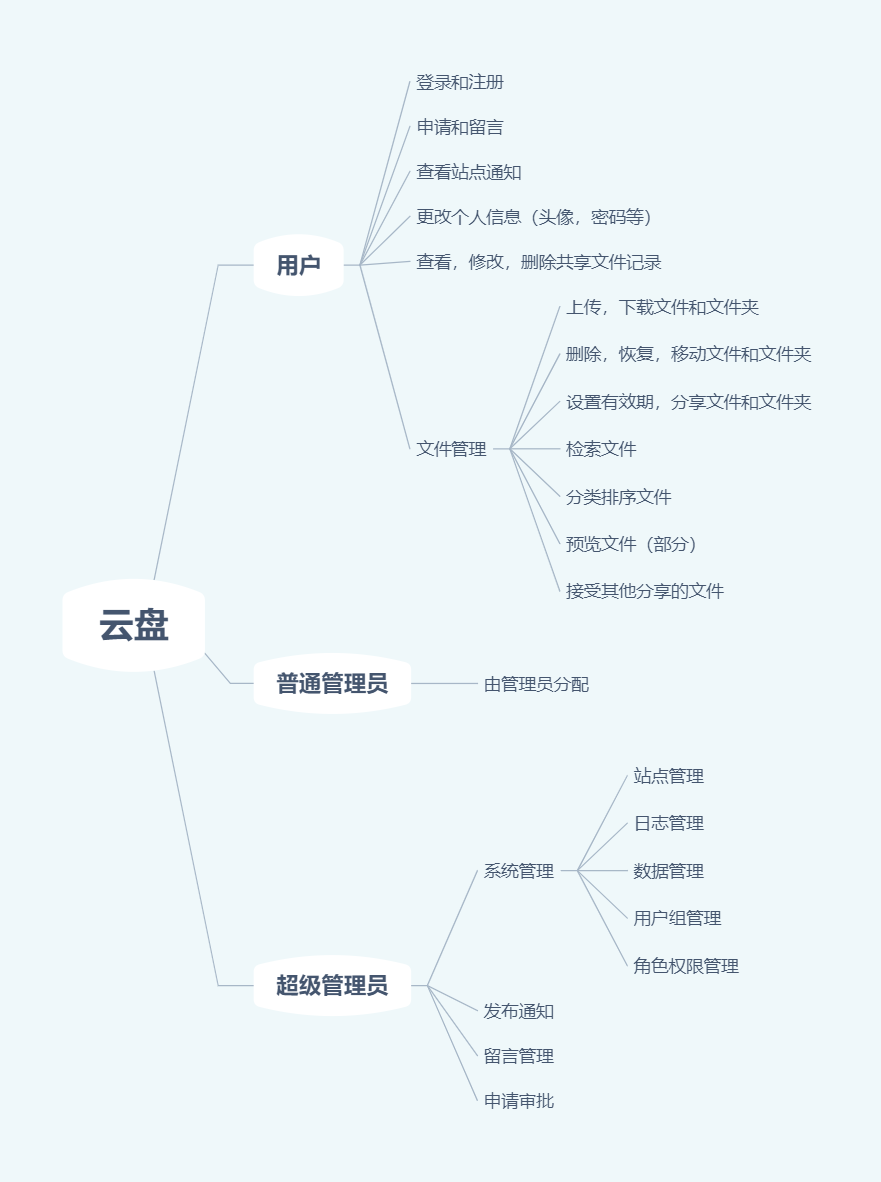 登录和注册
申请和留言
查看站点通知
更改个人信息（头像，密码等）
用户
查看，修改，删除共享文件记录
上传，下载文件和文件夹
删除，恢复，移动文件和文件夹
设置有效期，分享文件和文件夹
文件管理
检索文件
分类排序文件
预览文件（部分）
接受其他分享的文件
云盘
普通管理员
由管理员分配
站点管理
日志管理
系统管理
数据管理
用户组管理
角色权限管理
超级管理员
发布通知
留言管理
申请审批